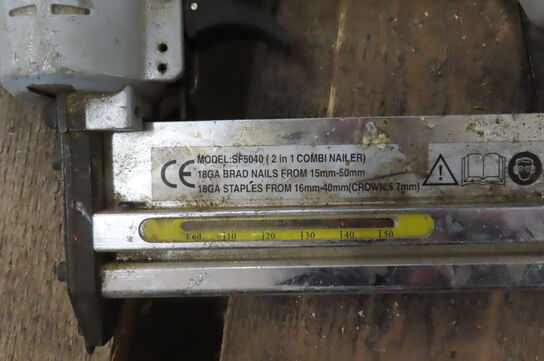 CE
MODEL:SF5040 ( 2 in 1 COMBI NAILER)
18GA BRAD NAILS FROM 15mm-50mm
18GA STAPLES FROM 16mm-40mm(CROWN 5.7mm)
End 10 20 30 40 50